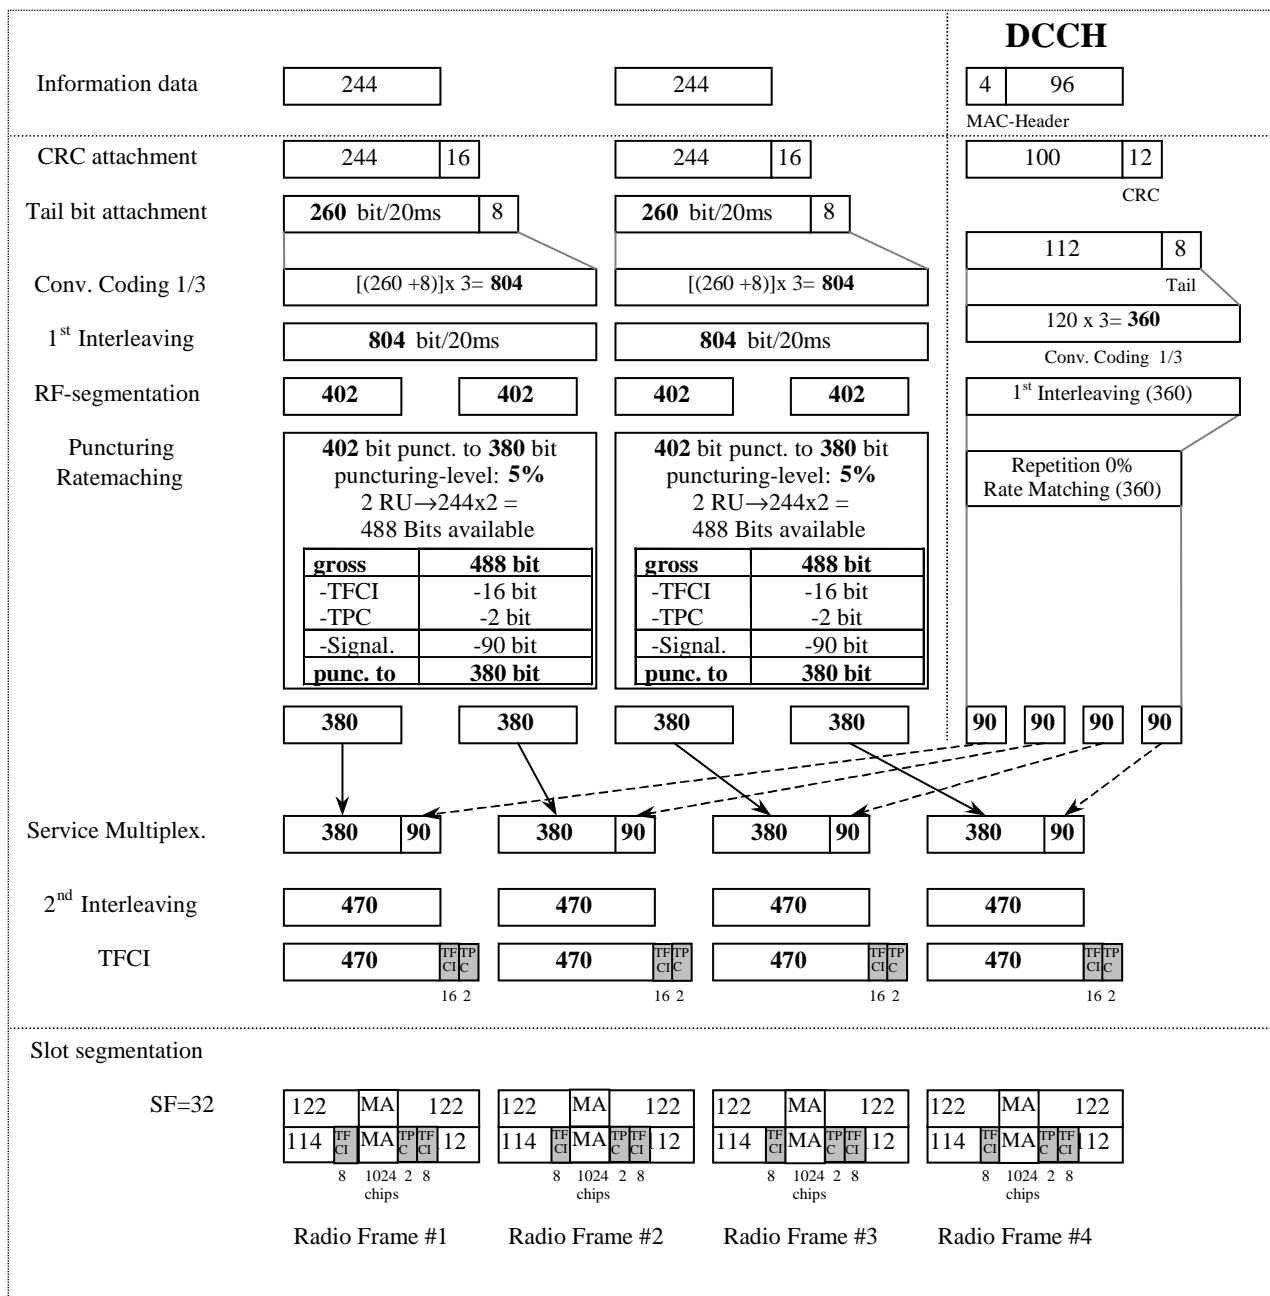 DCCH
Information data 244 244 4 96
MAC-Header
CRC attachment 244 16 244 16 100 12
CRC
Tail bit attachment 260 bit/20ms 8 260 bit/20ms 8
112 8
Tail
Conv. Coding 1/3 [(260 +8)]x 3= 804 [(260 +8)]x 3= 804
120 x 3= 360
Conv. Coding 1/3
1st Interleaving 804 bit/20ms 804 bit/20ms
RF-segmentation 402 402 402 402 1st Interleaving (360)
Puncturing
Ratemaching
402 bit punct. to 380 bit
puncturing-level: 5%
2 RU→244x2 =
488 Bits available
gross 488 bit
-TFCI -16 bit
-TPC -2 bit
-Signal. -90 bit
punc. to 380 bit
402 bit punct. to 380 bit
puncturing-level: 5%
2 RU→244x2 =
488 Bits available
gross 488 bit
-TFCI -16 bit
-TPC -2 bit
-Signal. -90 bit
punc. to 380 bit
Repetition 0%
Rate Matching (360)
380 380 380 380 90 90 90 90
Service Multiplex. 380 90 380 90 380 90 380 90
2nd Interleaving 470 470 470 470
TFCI 470 TFCI TPC 470 TFCI TPC 470 TFCI TPC 470 TFCI TPC
16 2 16 2 16 2 16 2
Slot segmentation
SF=32 122 MA 122 122 MA 122 122 MA 122 122 MA 122
114 TFCI MA TPC TFCI 12 114 TFCI MA TPC TFCI 112 114 TFCI MA TPC TFCI 112 114 TFCI MA TPC TFCI 112
8 1024 2 8 8 1024 2 8 8 1024 2 8 8 1024 2 8
chips chips chips chips
Radio Frame #1 Radio Frame #2 Radio Frame #3 Radio Frame #4